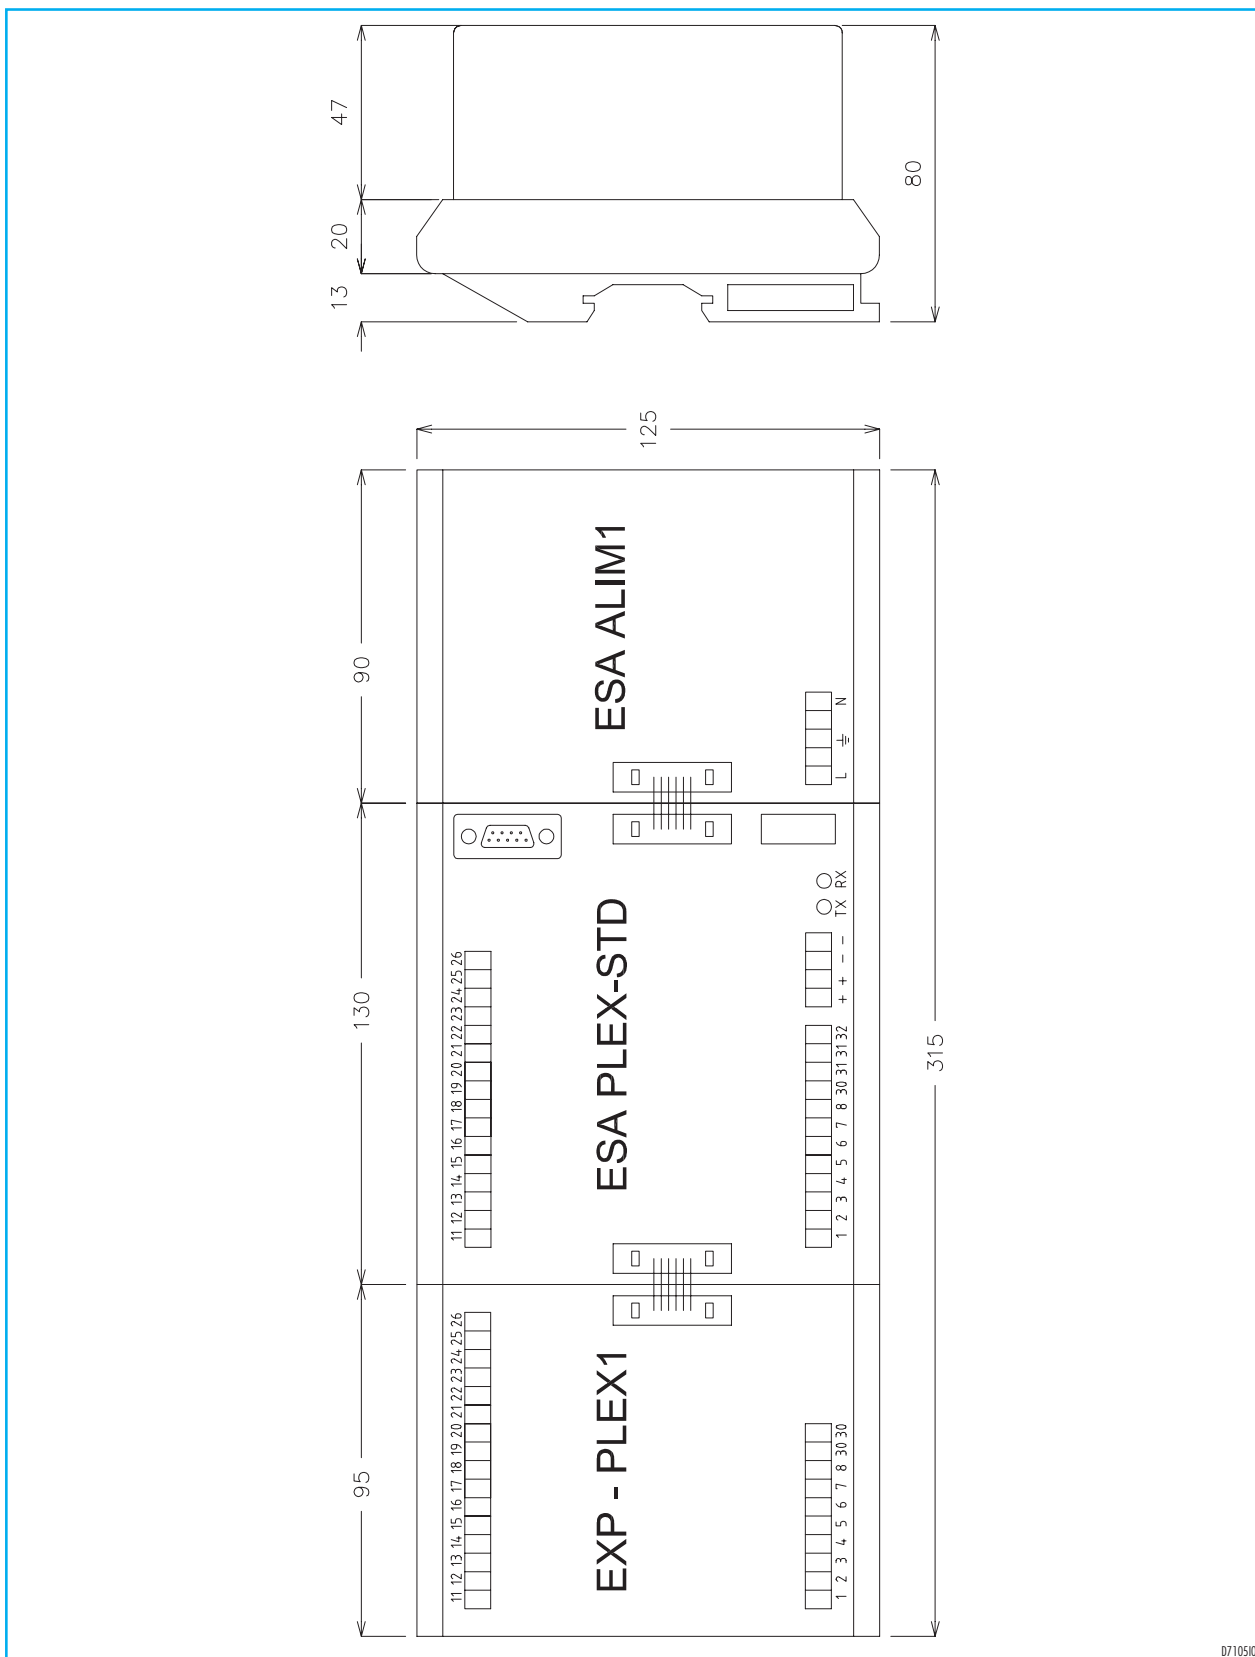 47
20
13
80
125
90
130
95
315
ESA ALIM1
L N
ESA PLEX-STD
TX RX
11 12 13 14 15 16 17 18 19 20 21 22 23 24 25 26
+ + - -
1 2 3 4 5 6 7 8 30 31 31 32
EXP - PLEX1
11 12 13 14 15 16 17 18 19 20 21 22 23 24 25 26
1 2 3 4 5 6 7 8 30 30